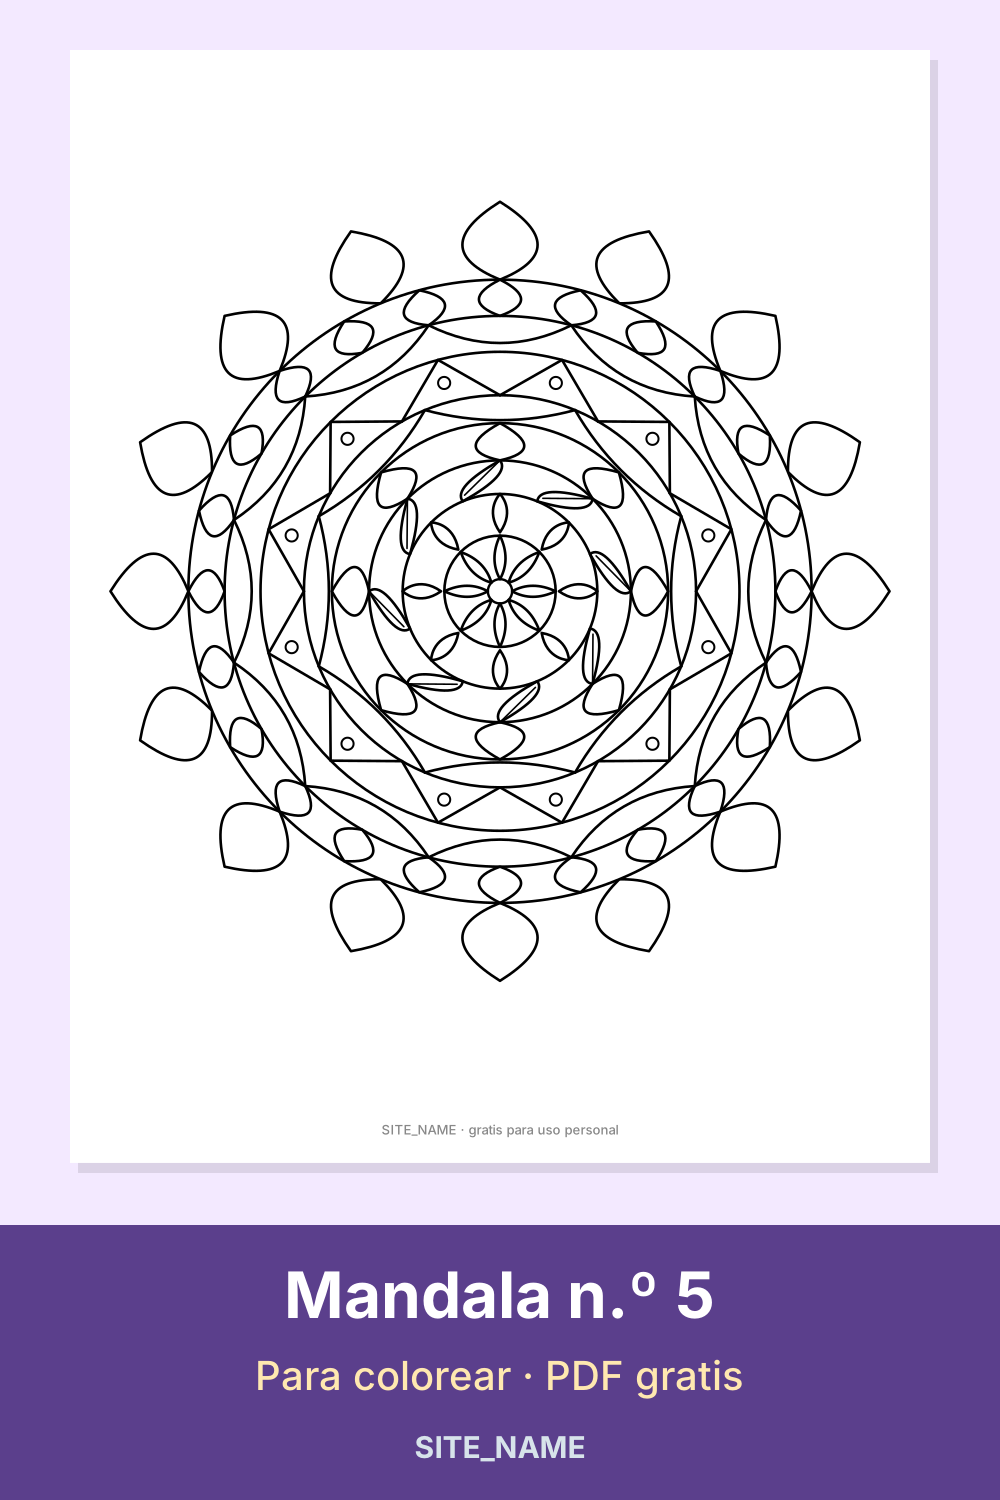 SITE_NAME · gratis para uso personal
Mandala n.º 5
Para colorear · PDF gratis
SITE_NAME